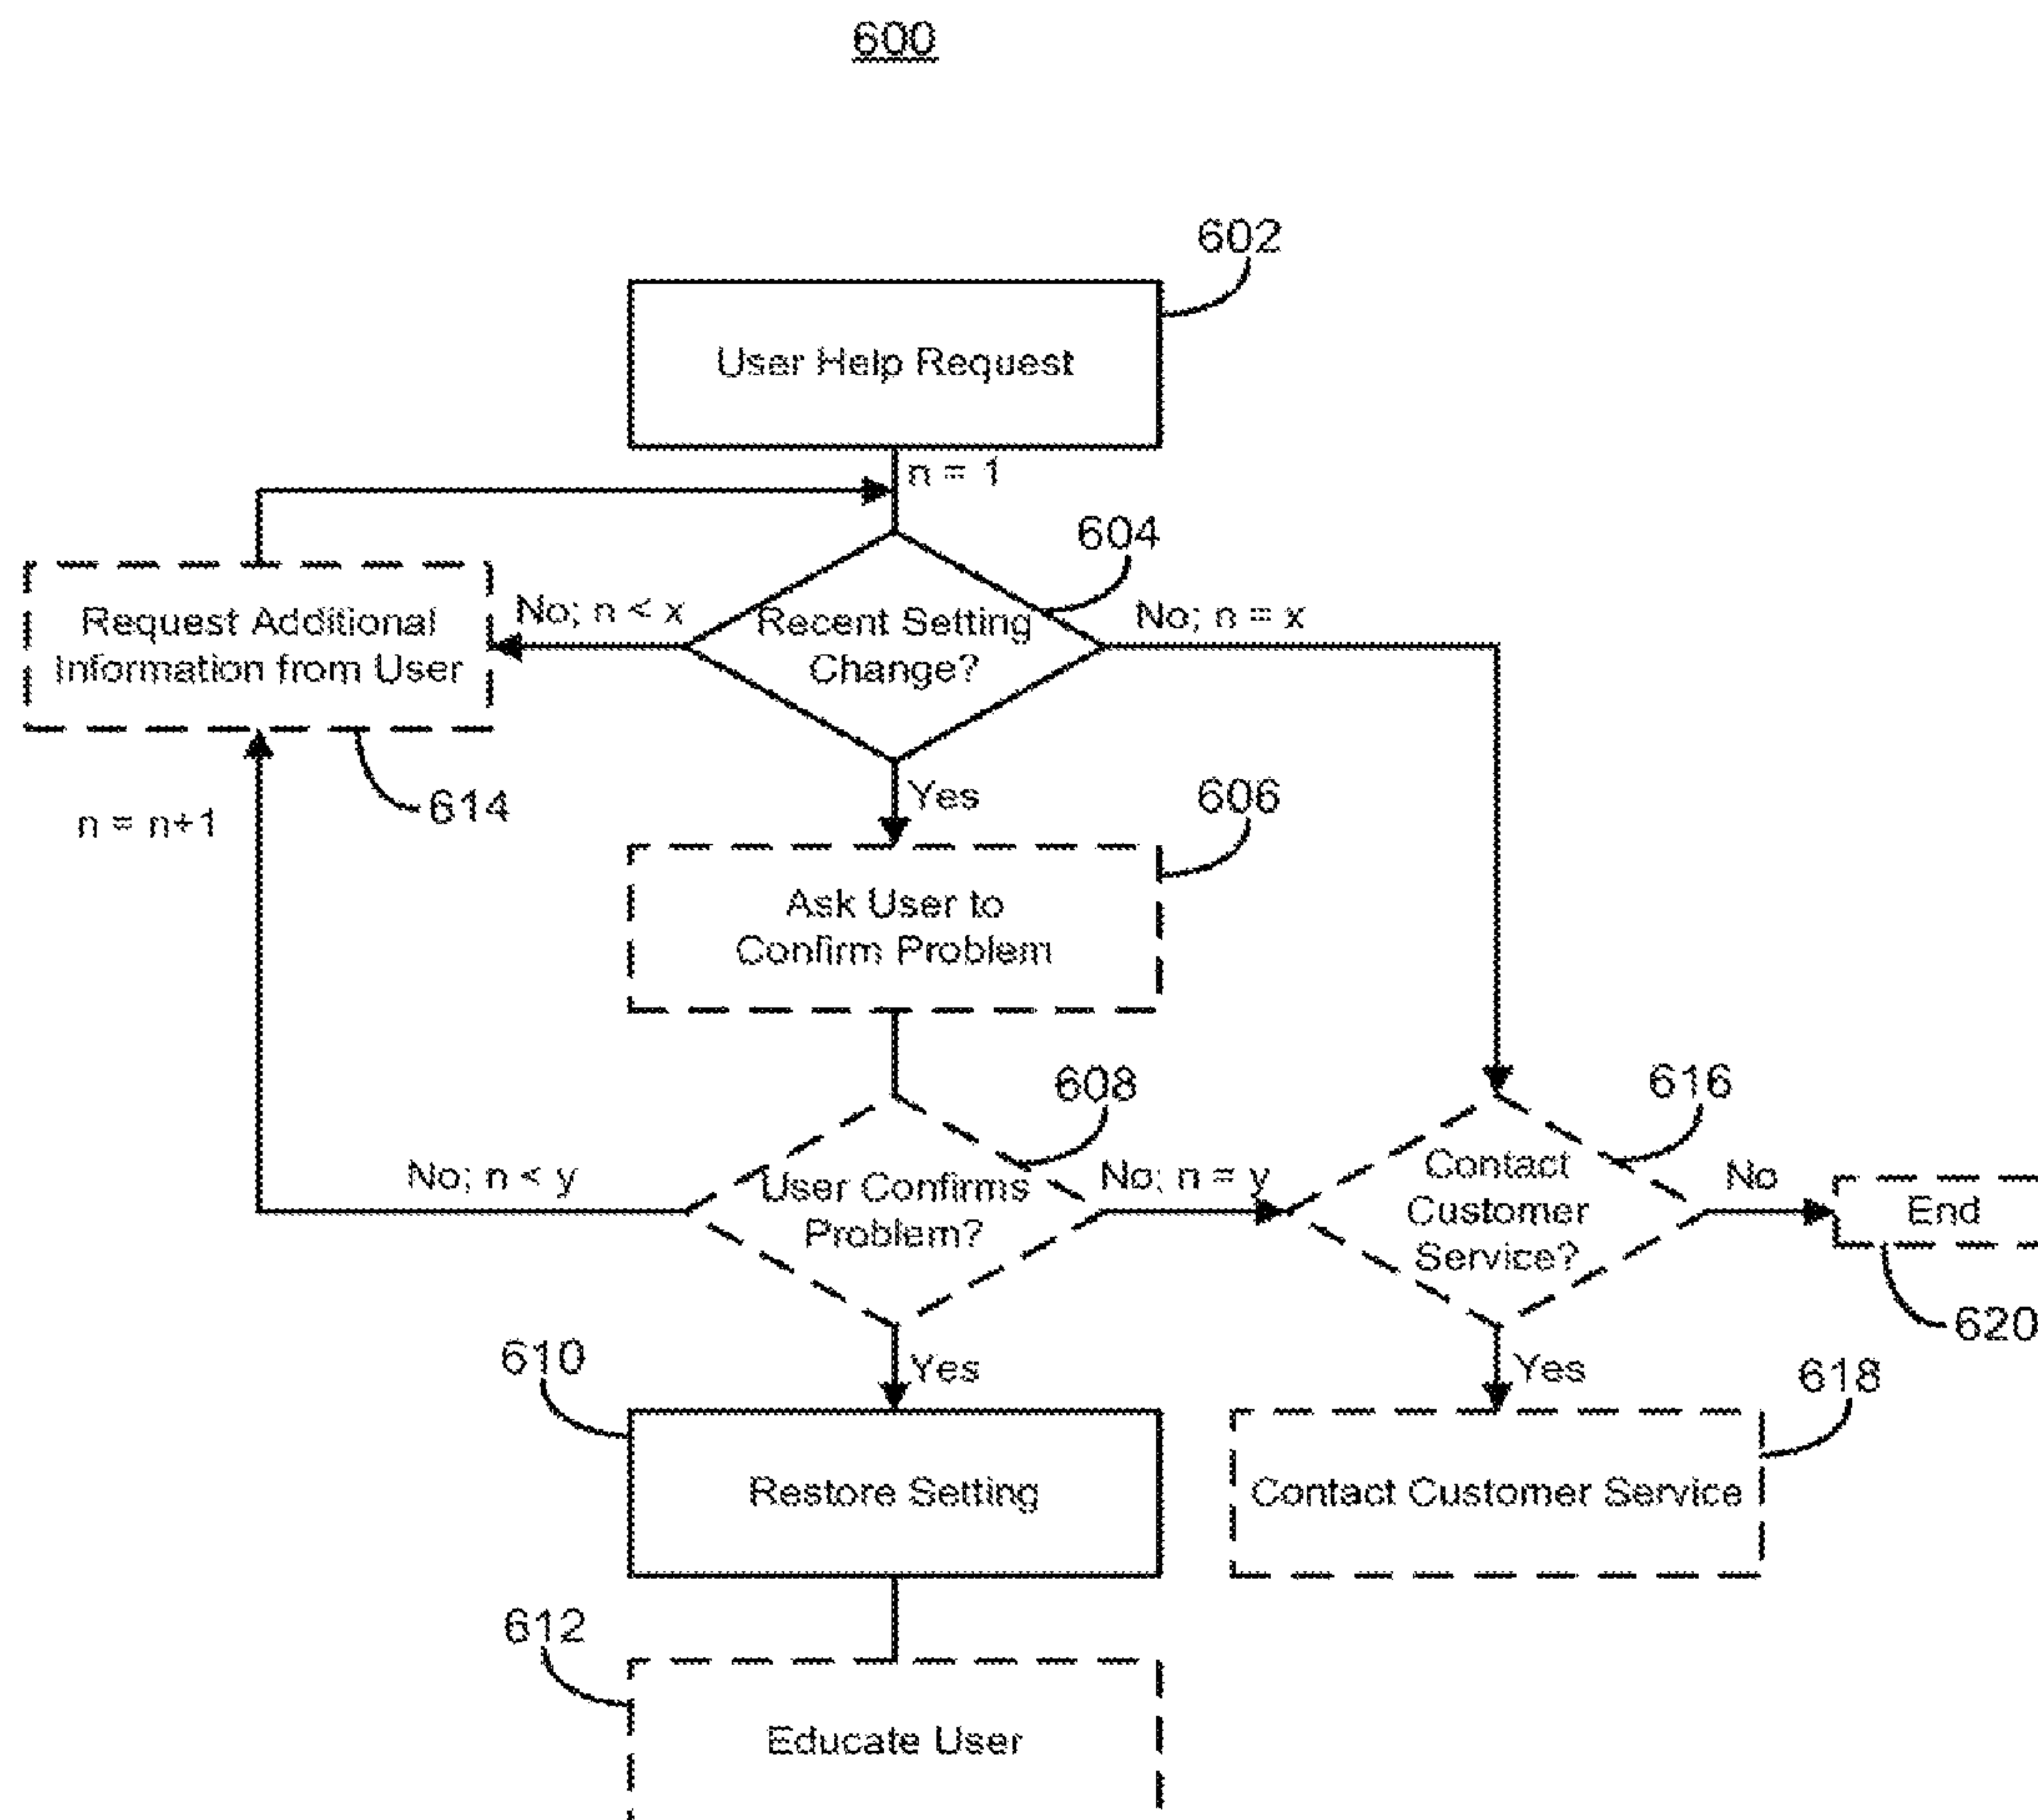 600
602
User Help Request
n = 1
604
Request Additional
Information from User
No; n < x
Recent Setting
Change?
No; n = x
614
n = n+1
Yes
606
Ask User to
Confirm Problem
608
616
No; n < y
User Confirms
Problem?
No; n = y
Contact
Customer
Service?
No
End
620
610
Yes
Yes
618
Restore Setting
Contact Customer Service
612
Educate User